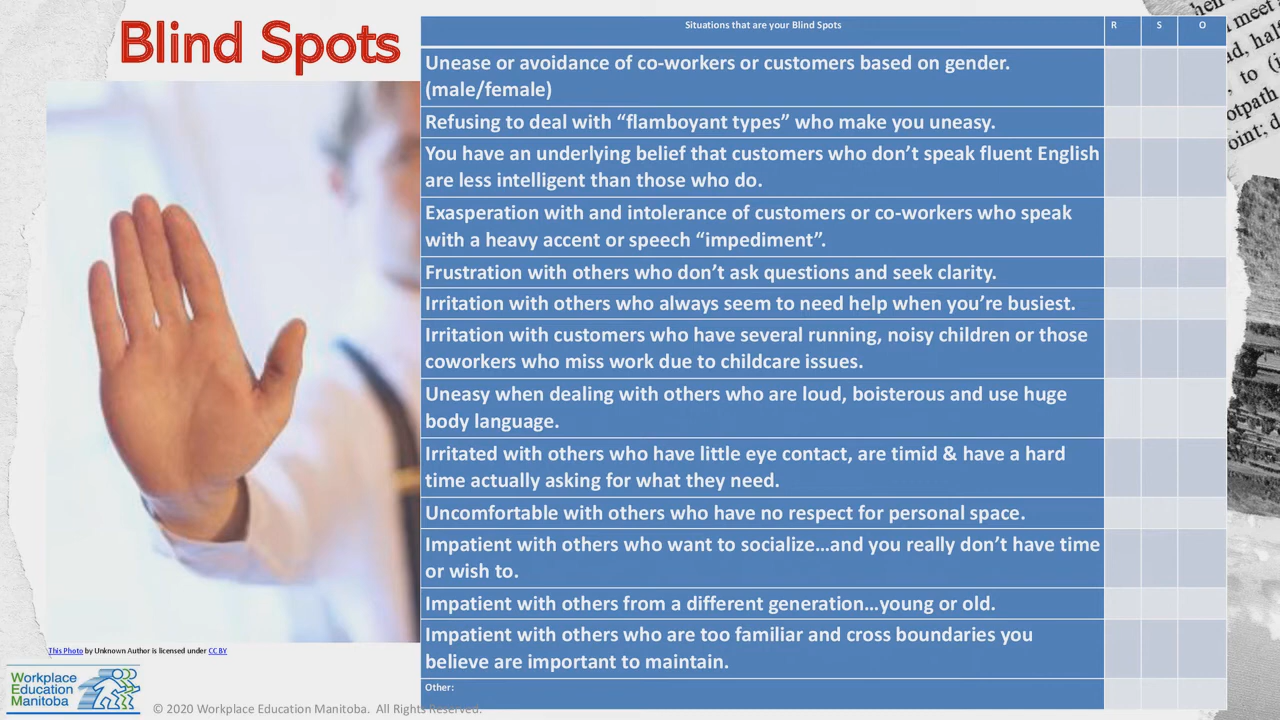 Blind Spots
Situations that are your Blind Spots
R
S
O
Unease or avoidance of co-workers or customers based on gender.
(male/female)
Refusing to deal with “flamboyant types” who make you uneasy.
You have an underlying belief that customers who don’t speak fluent English
are less intelligent than those who do.
Exasperation with and intolerance of customers or co-workers who speak
with a heavy accent or speech “impediment”.
Frustration with others who don’t ask questions and seek clarity.
Irritation with others who always seem to need help when you’re busiest.
Irritation with customers who have several running, noisy children or those
coworkers who miss work due to childcare issues.
Uneasy when dealing with others who are loud, boisterous and use huge
body language.
Irritated with others who have little eye contact, are timid & have a hard
time actually asking for what they need.
Uncomfortable with others who have no respect for personal space.
Impatient with others who want to socialize…and you really don’t have time
or wish to.
Impatient with others from a different generation…young or old.
Impatient with others who are too familiar and cross boundaries you
believe are important to maintain.
Other:
This Photo by Unknown Author is licensed under CC BY
Workplace
Education
Manitoba
© 2020 Workplace Education Manitoba. All Rights Reserved.
meet
to